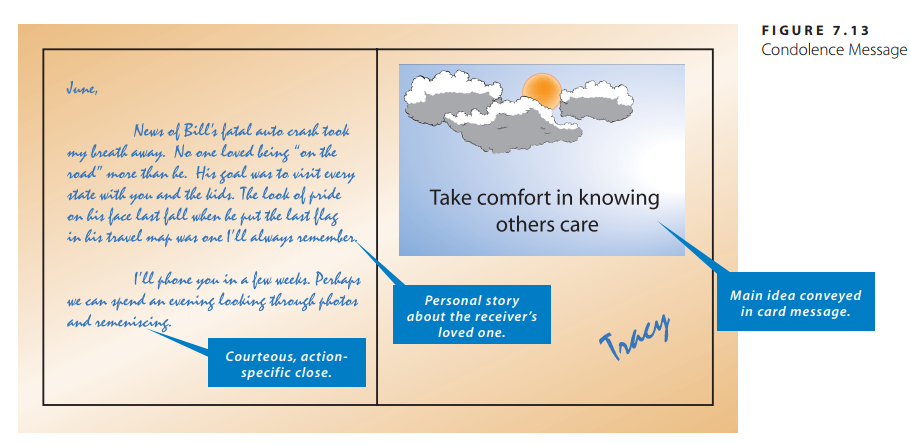 FIGURE 7.13
Condolence Message
June,
News of Bill's fatal auto crash took
my breath away. No one loved being "on the
road" more than he. His goal was to visit every
state with you and the kids. The look of pride
on his face last fall when he put the last flag
in his travel map was one I'll always remember.
I'll phone you in a few weeks. Perhaps
we can spend an evening looking through photos
and remeniscing.
Courteous, action-
specific close.
Take comfort in knowing
others care
Personal story
about the receiver's
loved one.
Main idea conveyed
in card message.
Tracy